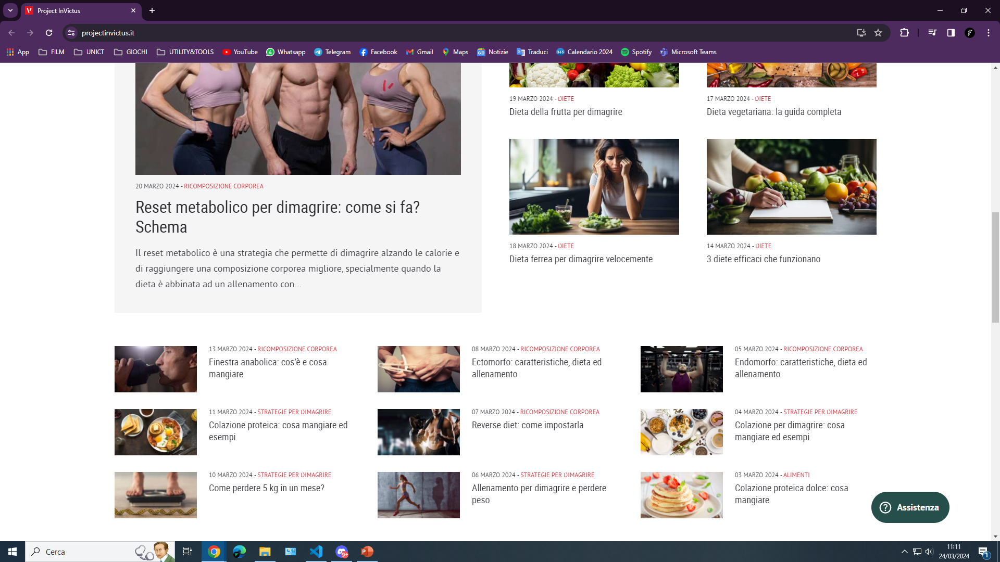 Project InVictus
projectinvictus.it
App
FILM
UNICT
GIOCHI
UTILITY&TOOLS
YouTube
Whatsapp
Telegram
Facebook
Gmail
Maps
Notizie
Traduci
Calendario 2024
Spotify
Microsoft Teams
20 MARZO 2024 - RICOMPOSIZIONE CORPOREA
Reset metabolico per dimagrire: come si fa?
Schema
Il reset metabolico è una strategia che permette di dimagrire alzando le calorie e
di raggiungere una composizione corporea migliore, specialmente quando la
dieta è abbinata ad un allenamento con...
19 MARZO 2024 - DIETE
Dieta della frutta per dimagrire
17 MARZO 2024 - DIETE
Dieta vegetariana: la guida completa
18 MARZO 2024 - DIETE
Dieta ferrea per dimagrire velocemente
14 MARZO 2024 - DIETE
3 diete efficaci che funzionano
13 MARZO 2024 - RICOMPOSIZIONE CORPOREA
Finestra anabolica: cos'è e cosa
mangiare
08 MARZO 2024 - RICOMPOSIZIONE CORPOREA
Ectomorfo: caratteristiche, dieta ed
allenamento
05 MARZO 2024 - RICOMPOSIZIONE CORPOREA
Endomorfo: caratteristiche, dieta ed
allenamento
11 MARZO 2024 - STRATEGIE PER DIMAGRIRE
Colazione proteica: cosa mangiare ed
esempi
07 MARZO 2024 - RICOMPOSIZIONE CORPOREA
Reverse diet: come impostarla
04 MARZO 2024 - STRATEGIE PER DIMAGRIRE
Colazione per dimagrire: cosa
mangiare ed esempi
10 MARZO 2024 - STRATEGIE PER DIMAGRIRE
Come perdere 5 kg in un mese?
06 MARZO 2024 - STRATEGIE PER DIMAGRIRE
Allenamento per dimagrire e perdere
peso
03 MARZO 2024 - ALIMENTI
Colazione proteica dolce: cosa
mangiare
Assistenza
Cerca
9+
11:11
24/03/2024
1